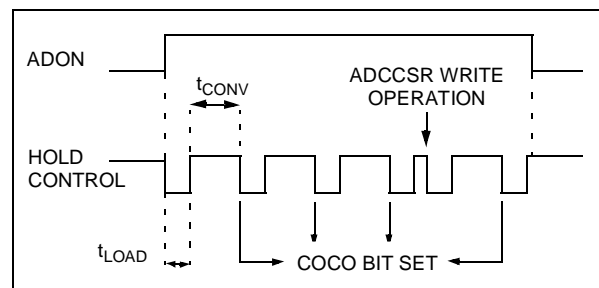 ADON
ADCCSR WRITE
OPERATION
tCONV
HOLD
CONTROL
tLOAD
COCO BIT SET